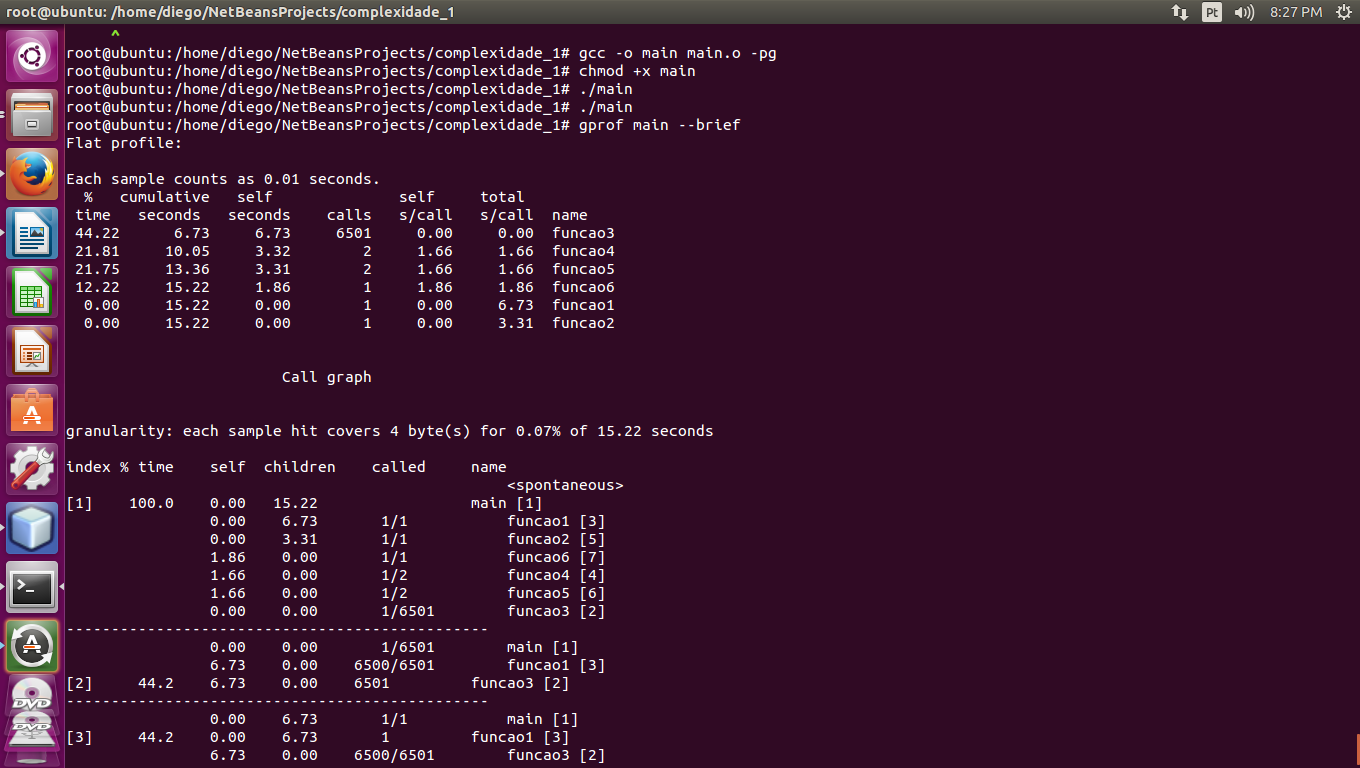 root@ubuntu: /home/diego/NetBeansProjects/complexidade_1
Pt 8:27 PM
^
root@ubuntu:/home/diego/NetBeansProjects/complexidade_1# gcc -o main main.o -pg
root@ubuntu:/home/diego/NetBeansProjects/complexidade_1# chmod +x main
root@ubuntu:/home/diego/NetBeansProjects/complexidade_1# ./main
root@ubuntu:/home/diego/NetBeansProjects/complexidade_1# ./main
root@ubuntu:/home/diego/NetBeansProjects/complexidade_1# gprof main --brief
Flat profile:

Each sample counts as 0.01 seconds.
  %   cumulative   self              self     total
 time   seconds   seconds    calls   s/call   s/call  name
 44.22      6.73     6.73     6501     0.00     0.00  funcao3
 21.81     10.05     3.32        2     1.66     1.66  funcao4
 21.75     13.36     3.31        2     1.66     1.66  funcao5
 12.22     15.22     1.86        1     1.86     1.86  funcao6
  0.00     15.22     0.00        1     0.00     6.73  funcao1
  0.00     15.22     0.00        1     0.00     3.31  funcao2

                        Call graph

granularity: each sample hit covers 4 byte(s) for 0.07% of 15.22 seconds

index % time    self  children    called     name
                                                 <spontaneous>
[1]    100.0    0.00   15.22                 main [1]
                0.00    6.73       1/1           funcao1 [3]
                0.00    3.31       1/1           funcao2 [5]
                1.86    0.00       1/1           funcao6 [7]
                1.66    0.00       1/2           funcao4 [4]
                1.66    0.00       1/2           funcao5 [6]
                0.00    0.00       1/6501        funcao3 [2]
-----------------------------------------------
                0.00    0.00       1/6501        main [1]
                6.73    0.00    6500/6501        funcao1 [3]
[2]     44.2    6.73    0.00    6501         funcao3 [2]
-----------------------------------------------
                0.00    6.73       1/1           main [1]
[3]     44.2    0.00    6.73       1         funcao1 [3]
                6.73    0.00    6500/6501        funcao3 [2]
DVD
DVD